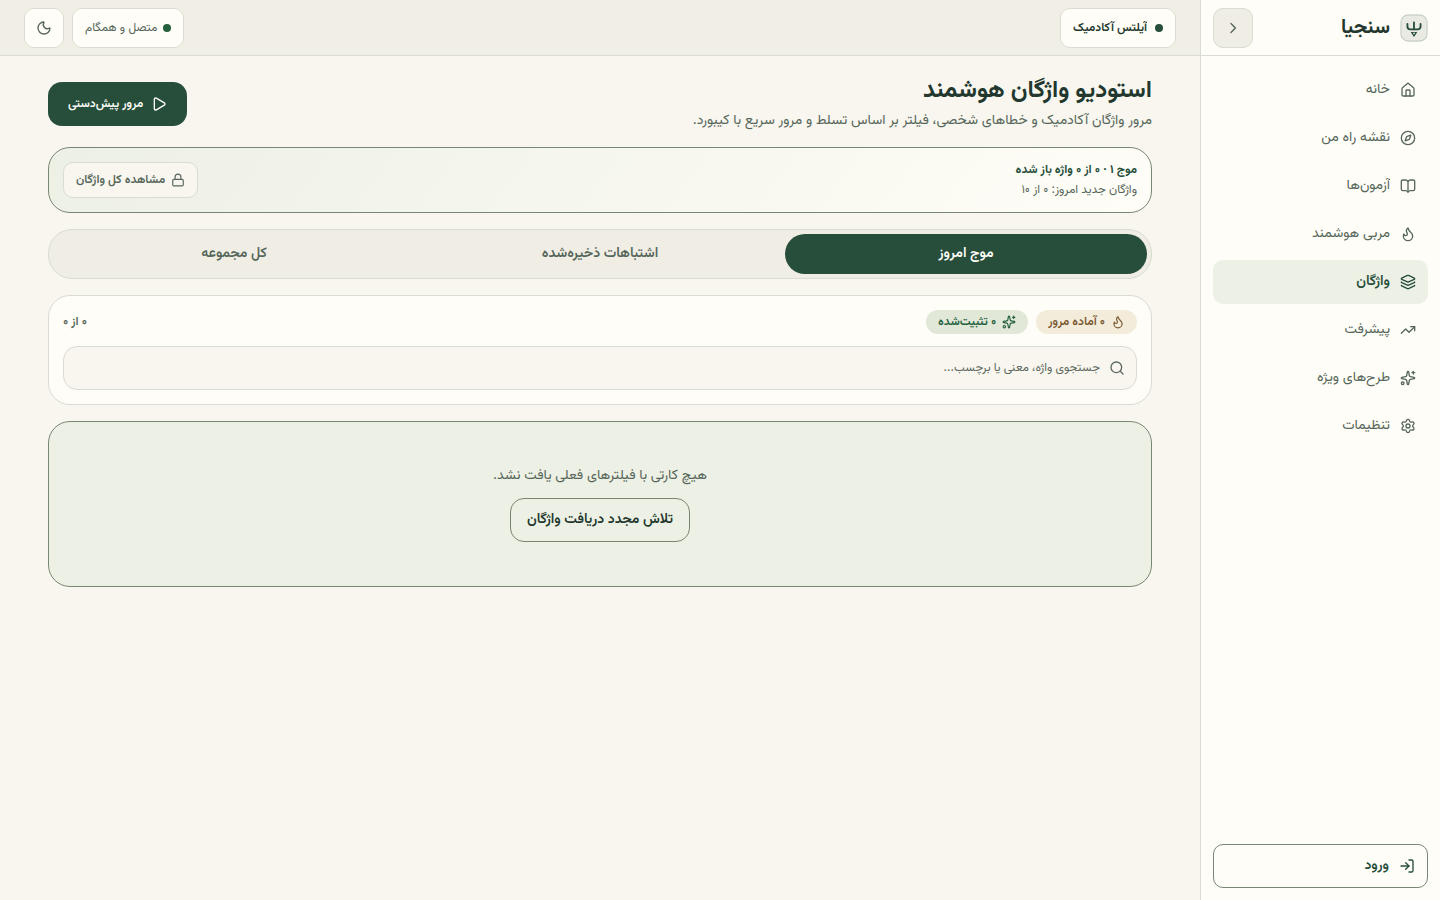 سنجیا
آیلتس آکادمیک
متصل و همگام
خانه
نقشه راه من
آزمون‌ها
مربی هوشمند
واژگان
پیشرفت
طرح‌های ویژه
تنظیمات
ورود
استودیو واژگان هوشمند
مرور واژگان آکادمیک و خطاهای شخصی، فیلتر بر اساس تسلط و مرور سریع با کیبورد.
مرور پیش‌دستی
موج ۱ · ۰ از ۰ واژه باز شده
واژگان جدید امروز: ۰ از ۱۰
مشاهده کل واژگان
موج امروز
اشتباهات ذخیره‌شده
کل مجموعه
۰ آماده مرور
۰ تثبیت‌شده
۰ از ۰
جستجوی واژه، معنی یا برچسب...
هیچ کارتی با فیلترهای فعلی یافت نشد.
تلاش مجدد دریافت واژگان